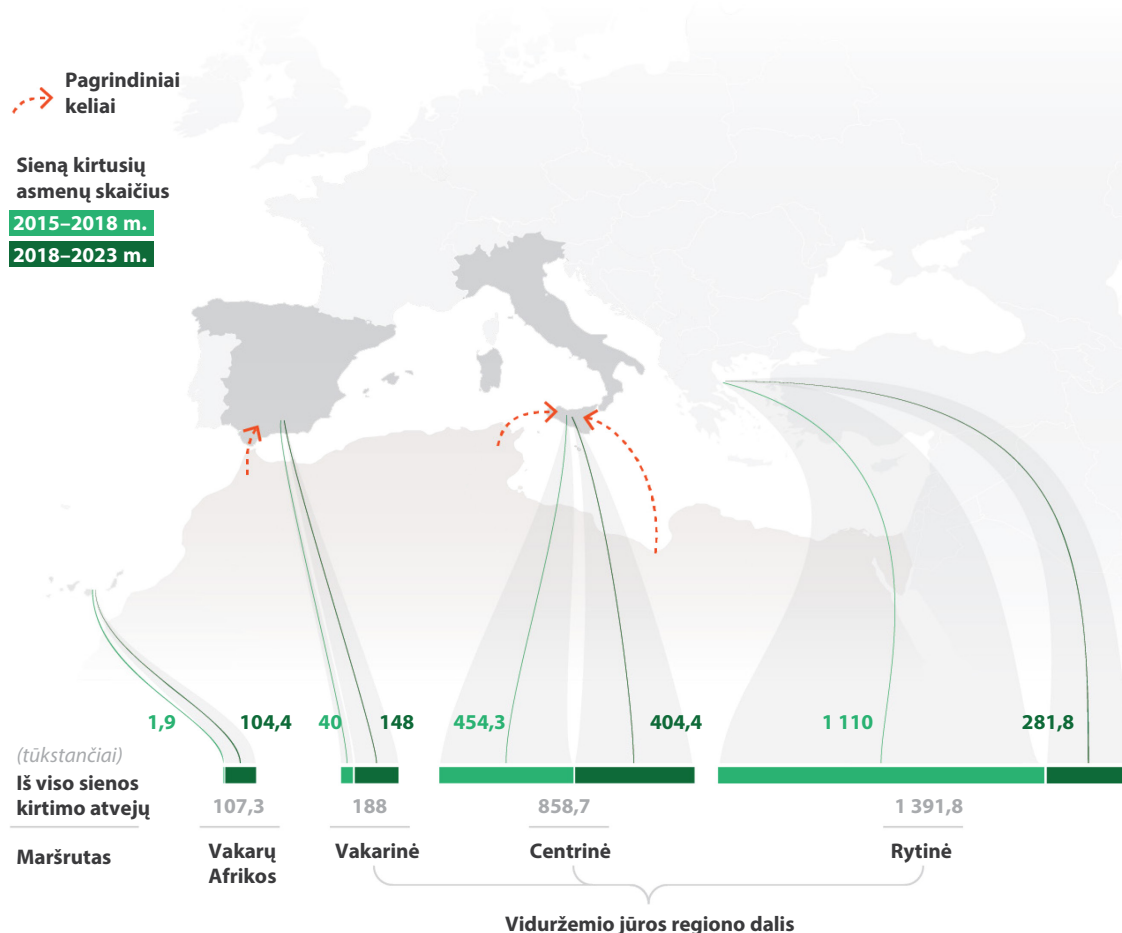 Pagrindiniai
keliai
Sieną kirtusių
asmenų skaičius
2015–2018 m.
2018–2023 m.
1,9
104,4
40
148
454,3
404,4
1 110
281,8
(tūkstančiai)
Iš viso sienos
kirtimo atvejų
107,3
188
858,7
1 391,8
Maršrutas
Vakarų
Afrikos
Vakarinė
Centrinė
Rytinė
Viduržemio jūros regiono dalis